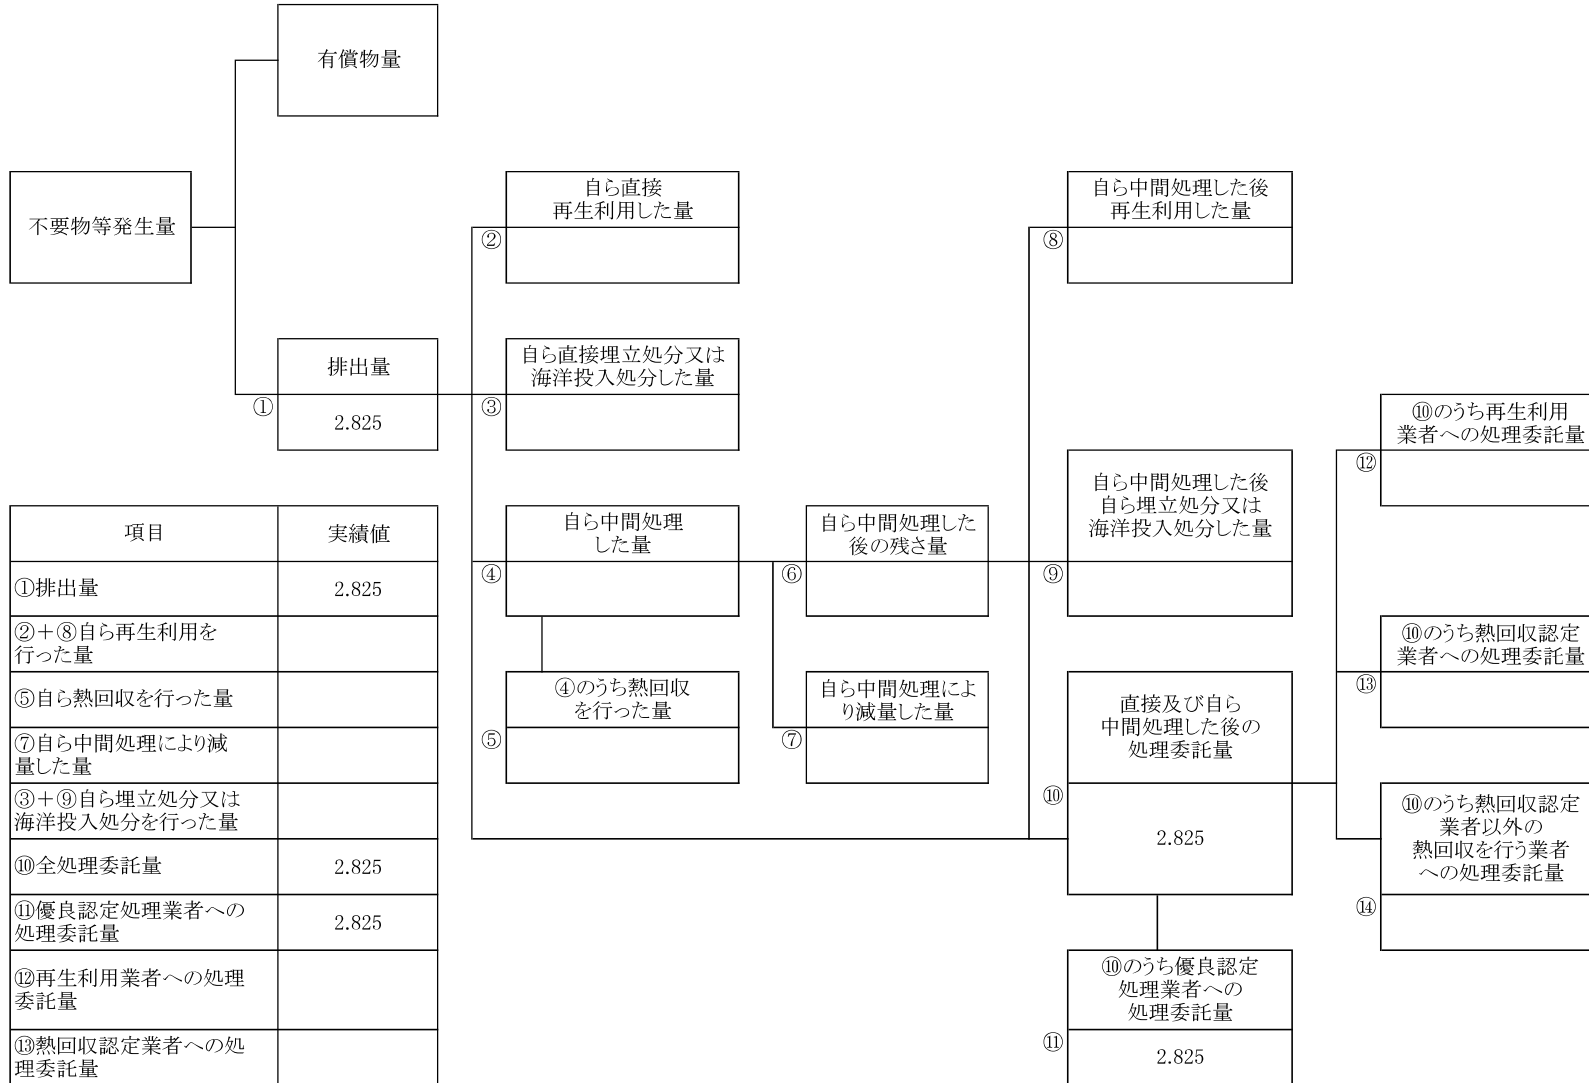 有償物量
不要物等発生量
排出量
①
2.825
自ら直接
再生利用した量
②
自ら直接埋立処分又は
海洋投入処分した量
③
自ら中間処理
した量
④
④のうち熱回収
を行った量
⑤
自ら中間処理した
後の残さ量
⑥
自ら中間処理によ
り減量した量
⑦
自ら中間処理した後
再生利用した量
⑧
自ら中間処理した後
自ら埋立処分又は
海洋投入処分した量
⑨
直接及び自ら
中間処理した後の
処理委託量
⑩
2.825
⑩のうち優良認定
処理業者への
処理委託量
⑪
2.825
⑩のうち再生利用
業者への処理委託量
⑫
⑩のうち熱回収認定
業者への処理委託量
⑬
⑩のうち熱回収認定
業者以外の
熱回収を行う業者
への処理委託量
⑭
項目 実績値
①排出量 2.825
②+⑧自ら再生利用を
行った量
⑤自ら熱回収を行った量
⑦自ら中間処理により減
量した量
③+⑨自ら埋立処分又は
海洋投入処分を行った量
⑩全処理委託量 2.825
⑪優良認定処理業者への
処理委託量 2.825
⑫再生利用業者への処理
委託量
⑬熱回収認定業者への処
理委託量